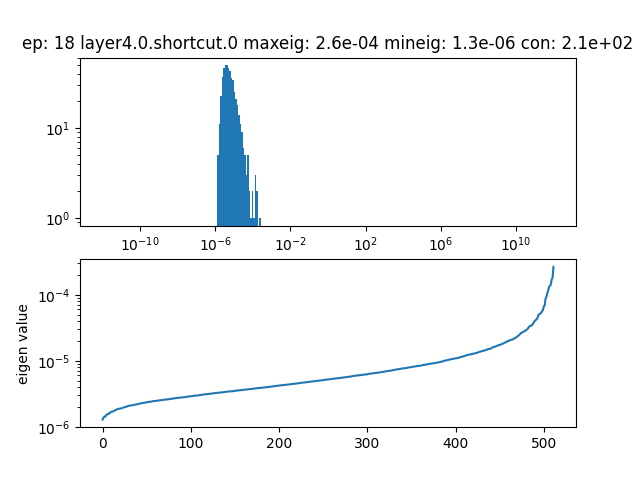 ep: 18 layer4.0.shortcut.0 maxeig: 2.6e-04 mineig: 1.3e-06 con: 2.1e+02
10¹
10⁰
10⁻¹⁰ 10⁻⁶ 10⁻² 10² 10⁶ 10¹⁰
eigen value
10⁻⁴
10⁻⁵
10⁻⁶
0 100 200 300 400 500